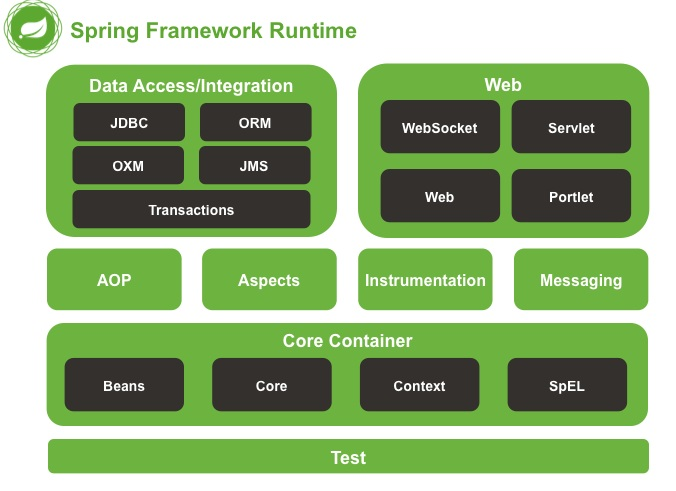 Spring Framework Runtime
Data Access/Integration
JDBC
ORM
OXM
JMS
Transactions
Web
WebSocket
Servlet
Web
Portlet
AOP
Aspects
Instrumentation
Messaging
Core Container
Beans
Core
Context
SpEL
Test